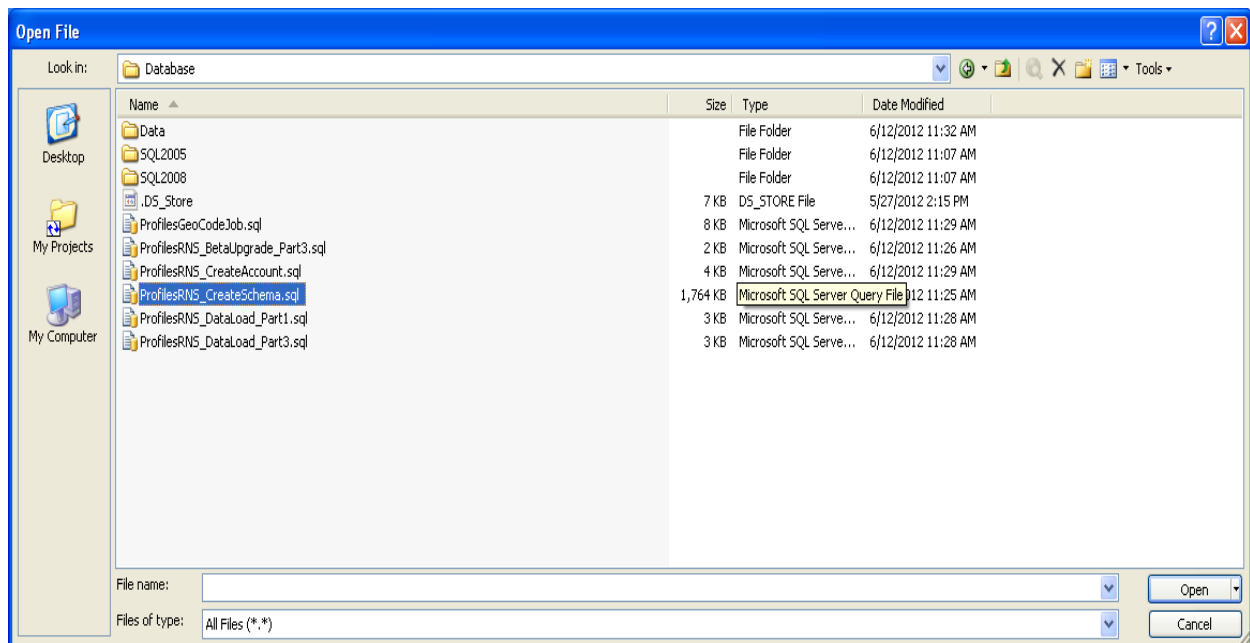 Open File
Look in: Database Tools
Name Size Type Date Modified
Data File Folder 6/12/2012 11:32 AM
SQL2005 File Folder 6/12/2012 11:07 AM
SQL2008 File Folder 6/12/2012 11:07 AM
.DS_Store 7 KB DS_STORE File 5/27/2012 2:15 PM
ProfilesGeoCodeJob.sql 8 KB Microsoft SQL Serve... 6/12/2012 11:29 AM
ProfilesRNS_BetaUpgrade_Part3.sql 2 KB Microsoft SQL Serve... 6/12/2012 11:26 AM
ProfilesRNS_CreateAccount.sql 4 KB Microsoft SQL Serve... 6/12/2012 11:29 AM
ProfilesRNS_CreateSchema.sql 1,764 KB Microsoft SQL Server Query File 012 11:25 AM
ProfilesRNS_DataLoad_Part1.sql 3 KB Microsoft SQL Serve... 6/12/2012 11:28 AM
ProfilesRNS_DataLoad_Part3.sql 3 KB Microsoft SQL Serve... 6/12/2012 11:28 AM
Desktop
My Projects
My Computer
File name: Open
Files of type: All Files (*.*) Cancel